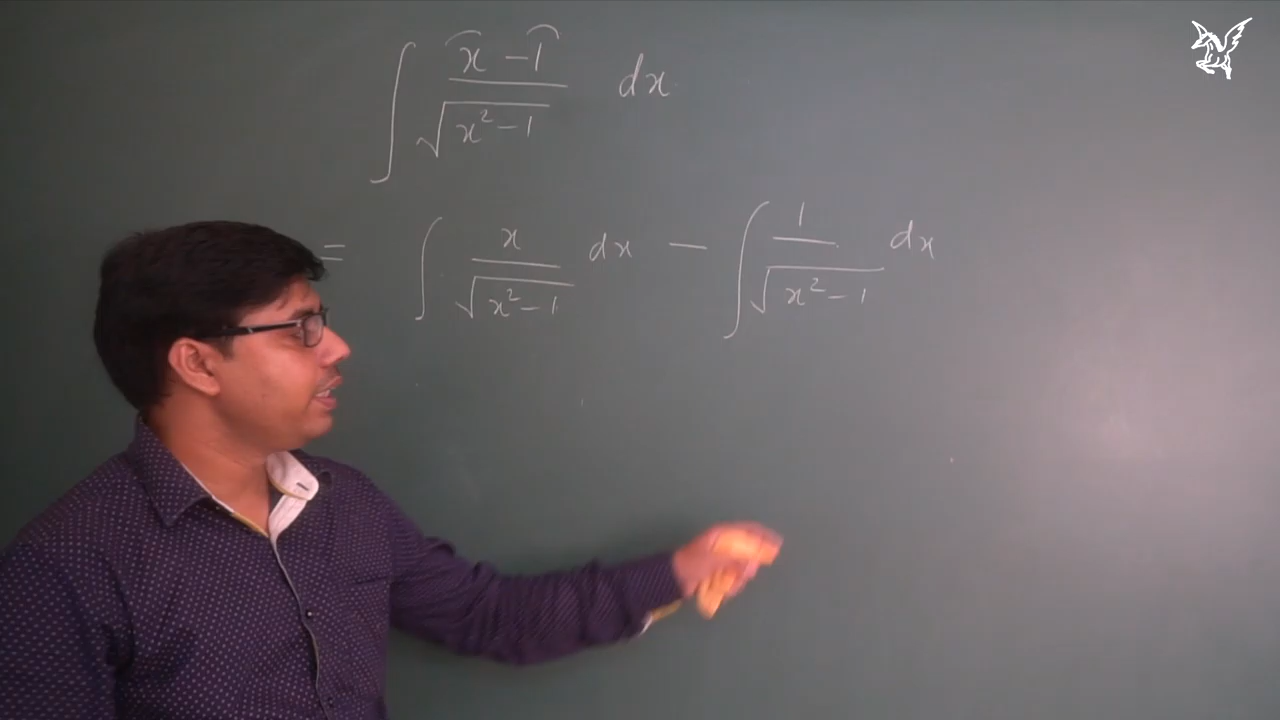 ∫ x - 1 / √(x² - 1) dx
= ∫ x / √(x² - 1) dx - ∫ 1 / √(x² - 1) dx